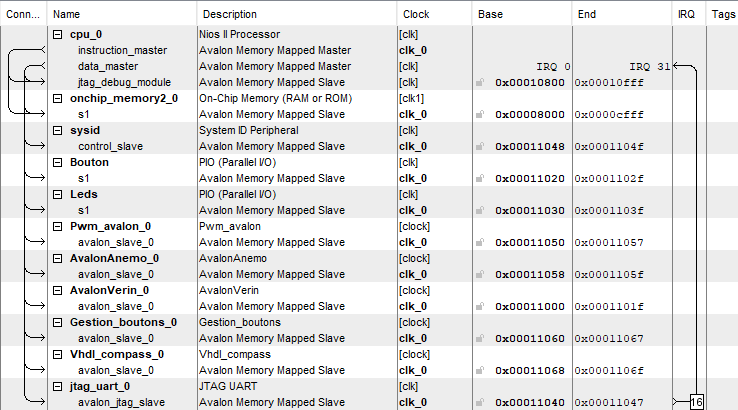 Conn... Name Description Clock Base End IRQ Tags
cpu_0 Nios II Processor [clk]
instruction_master Avalon Memory Mapped Master clk_0
data_master Avalon Memory Mapped Master [clk] IRQ 0 IRQ 31
jtag_debug_module Avalon Memory Mapped Slave [clk] 0x00010800 0x00010fff
onchip_memory2_0 On-Chip Memory (RAM or ROM) [clk1]
s1 Avalon Memory Mapped Slave clk_0 0x00008000 0x0000cfff
sysid System ID Peripheral [clk]
control_slave Avalon Memory Mapped Slave clk_0 0x00011048 0x0001104f
Bouton PIO (Parallel I/O) [clk]
s1 Avalon Memory Mapped Slave clk_0 0x00011020 0x0001102f
Leds PIO (Parallel I/O) [clk]
s1 Avalon Memory Mapped Slave clk_0 0x00011030 0x0001103f
Pwm_avalon_0 Pwm_avalon [clock]
avalon_slave_0 Avalon Memory Mapped Slave clk_0 0x00011050 0x00011057
AvalonAnemo_0 AvalonAnemo [clock]
avalon_slave_0 Avalon Memory Mapped Slave clk_0 0x00011058 0x0001105f
AvalonVerin_0 AvalonVerin [clock]
avalon_slave_0 Avalon Memory Mapped Slave clk_0 0x00011000 0x0001101f
Gestion_boutons_0 Gestion_boutons [clock]
avalon_slave_0 Avalon Memory Mapped Slave clk_0 0x00011060 0x00011067
Vhdl_compass_0 Vhdl_compass [clock]
avalon_slave_0 Avalon Memory Mapped Slave clk_0 0x00011068 0x0001106f
jtag_uart_0 JTAG UART [clk]
avalon_jtag_slave Avalon Memory Mapped Slave clk_0 0x00011040 0x00011047 16